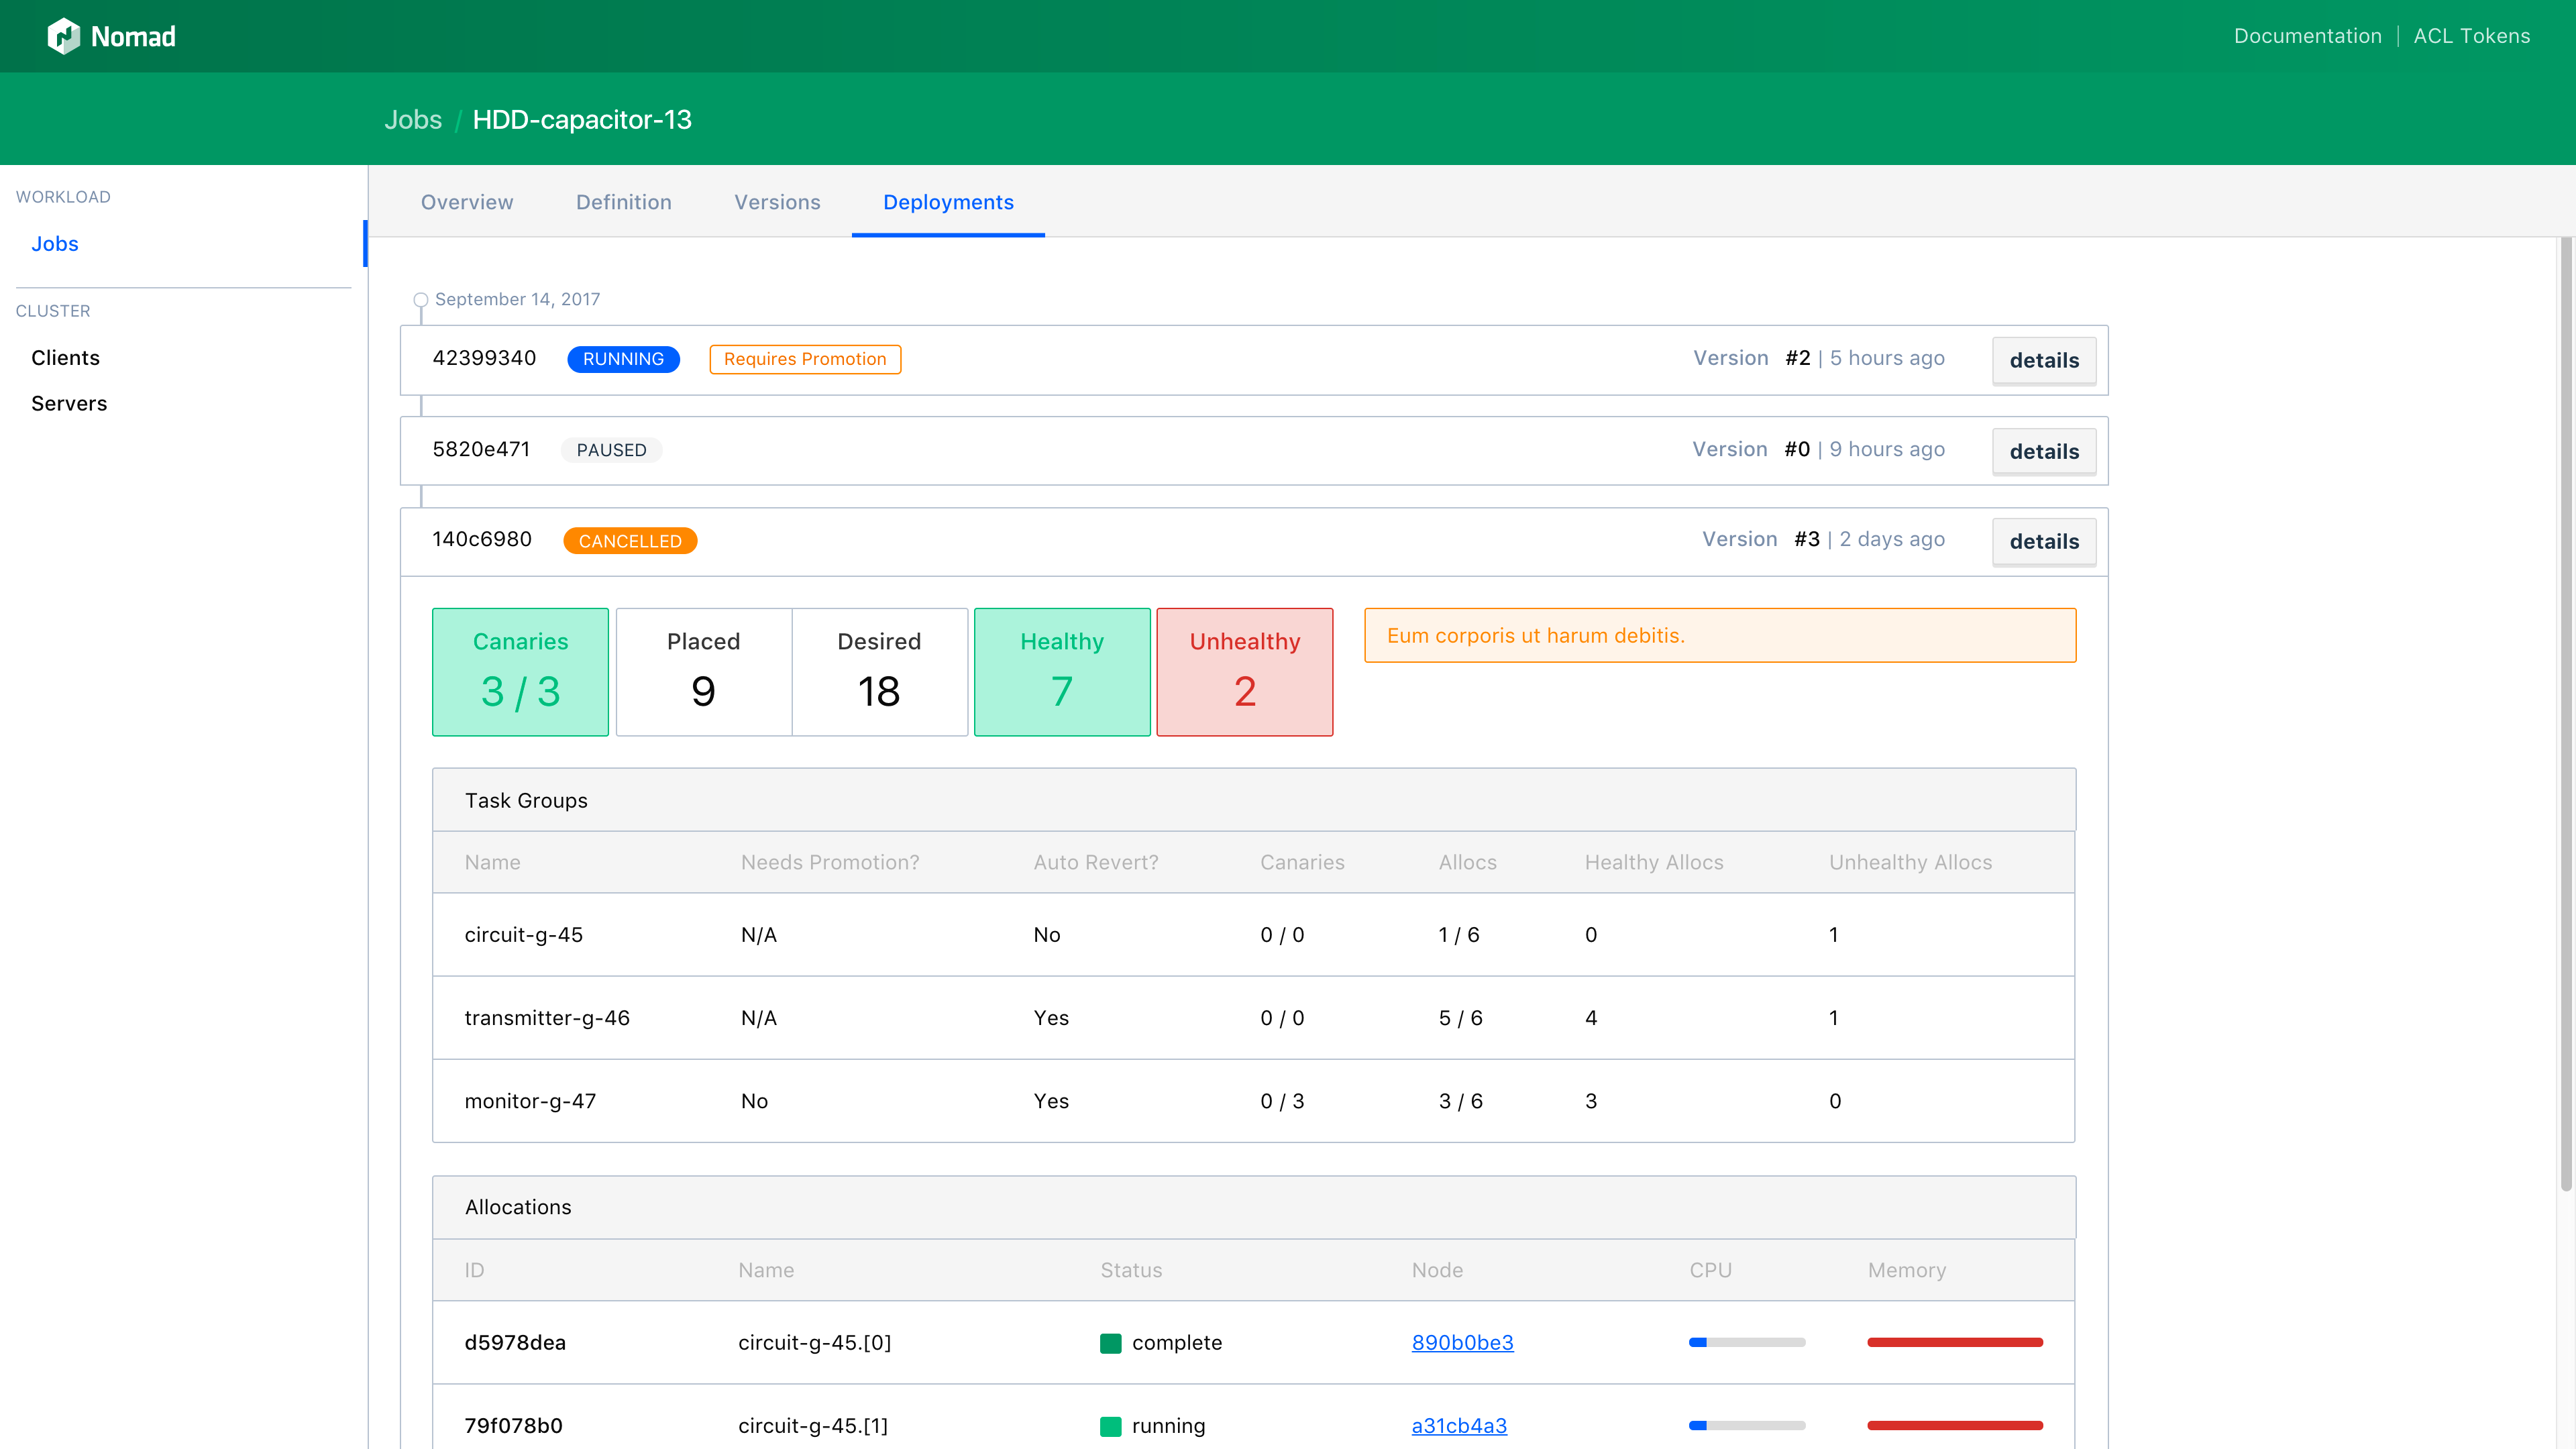 Nomad
Documentation | ACL Tokens
Jobs / HDD-capacitor-13
WORKLOAD
Jobs
CLUSTER
Clients
Servers
Overview Definition Versions Deployments
September 14, 2017
42399340 RUNNING Requires Promotion Version #2 | 5 hours ago details
5820e471 PAUSED Version #0 | 9 hours ago details
140c6980 CANCELLED Version #3 | 2 days ago details
Canaries Placed Desired Healthy Unhealthy
3 / 3 9 18 7 2
Eum corporis ut harum debitis.
Task Groups
Name Needs Promotion? Auto Revert? Canaries Allocs Healthy Allocs Unhealthy Allocs
circuit-g-45 N/A No 0 / 0 1 / 6 0 1
transmitter-g-46 N/A Yes 0 / 0 5 / 6 4 1
monitor-g-47 No Yes 0 / 3 3 / 6 3 0
Allocations
ID Name Status Node CPU Memory
d5978dea circuit-g-45.[0] complete 890b0be3
79f078b0 circuit-g-45.[1] running a31cb4a3